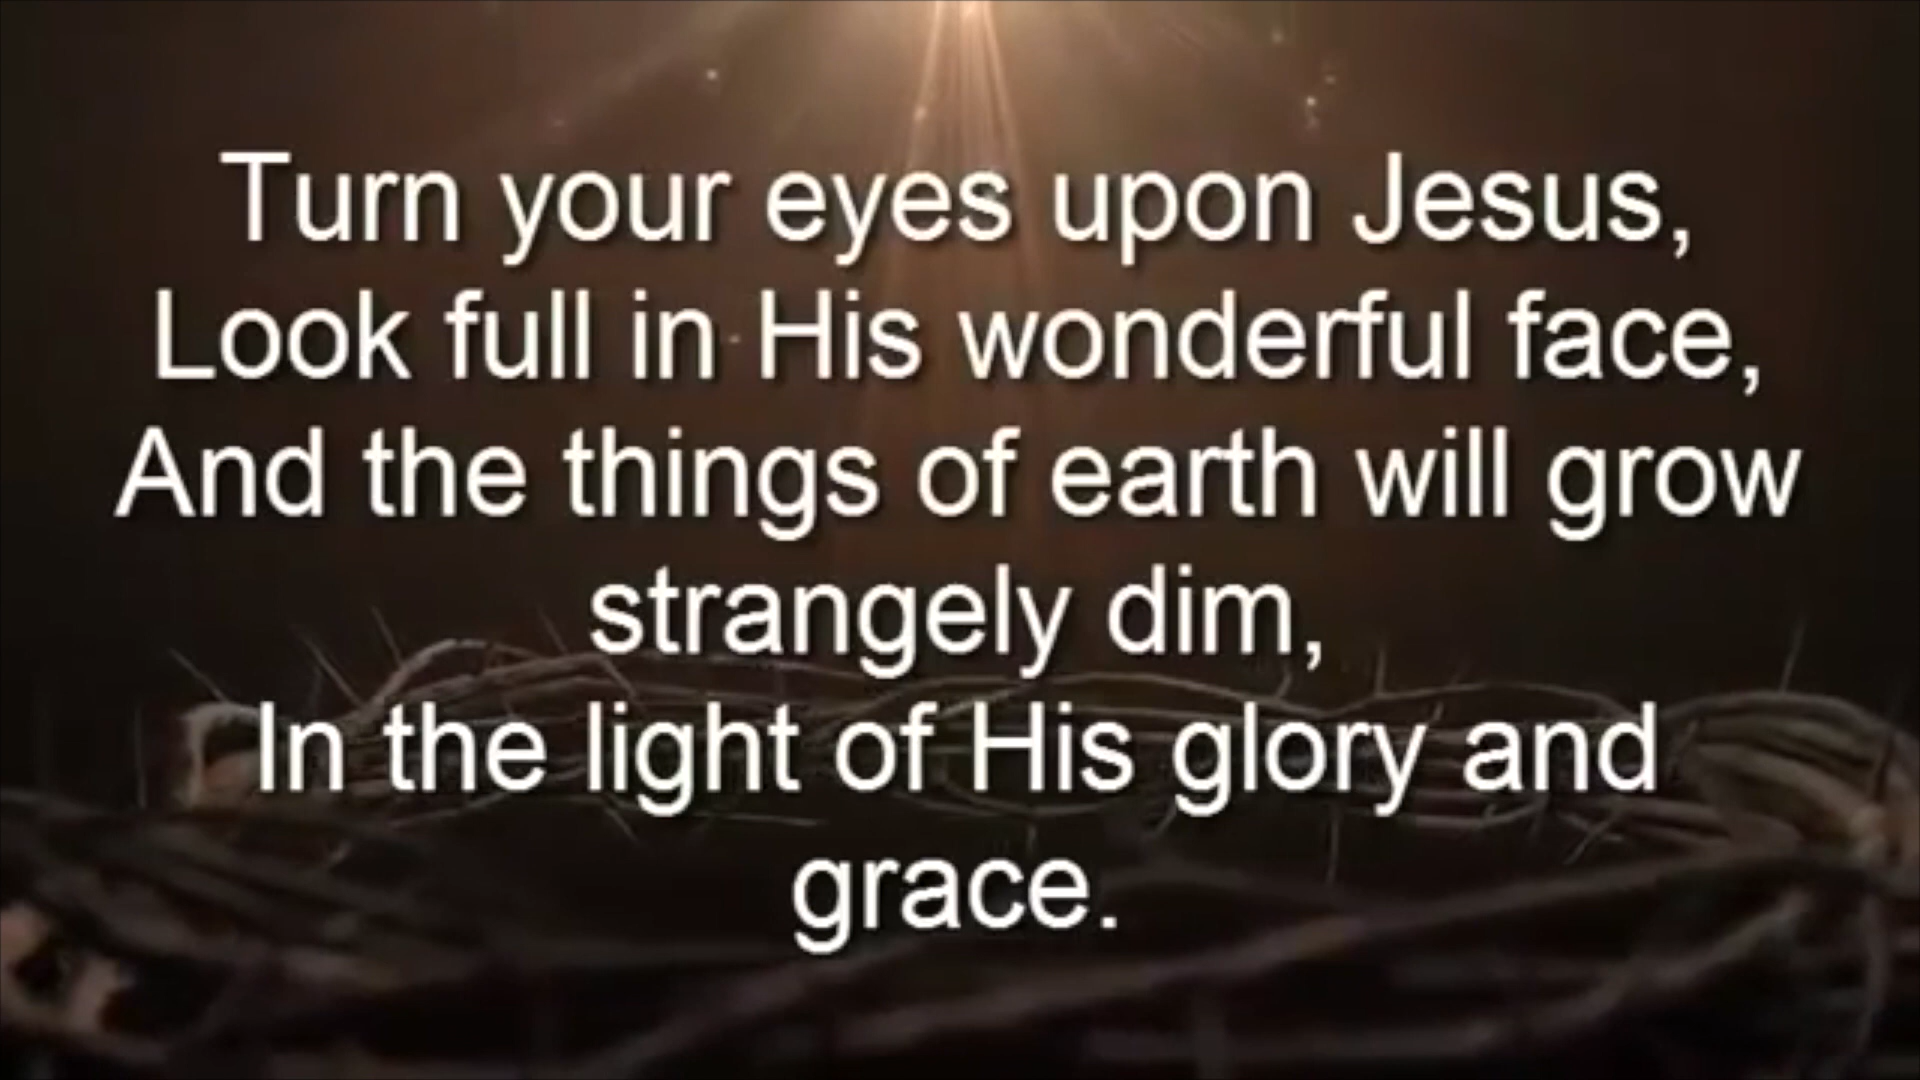 Turn your eyes upon Jesus,
Look full in His wonderful face,
And the things of earth will grow
strangely dim,
In the light of His glory and
grace.